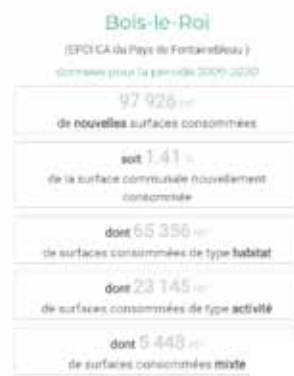 Bois-le-Roi
(EPCI CA du Pays de Fontainebleau )
données pour la période 2009-2020
97 926 m²
de nouvelles surfaces consommées
soit 1.41 %
de la surface communale nouvellement
consommée
dont 65 356 m²
de surfaces consommées de type habitat
dont 23 145 m²
de surfaces consommées de type activité
dont 5 448 m²
de surfaces consommées mixte